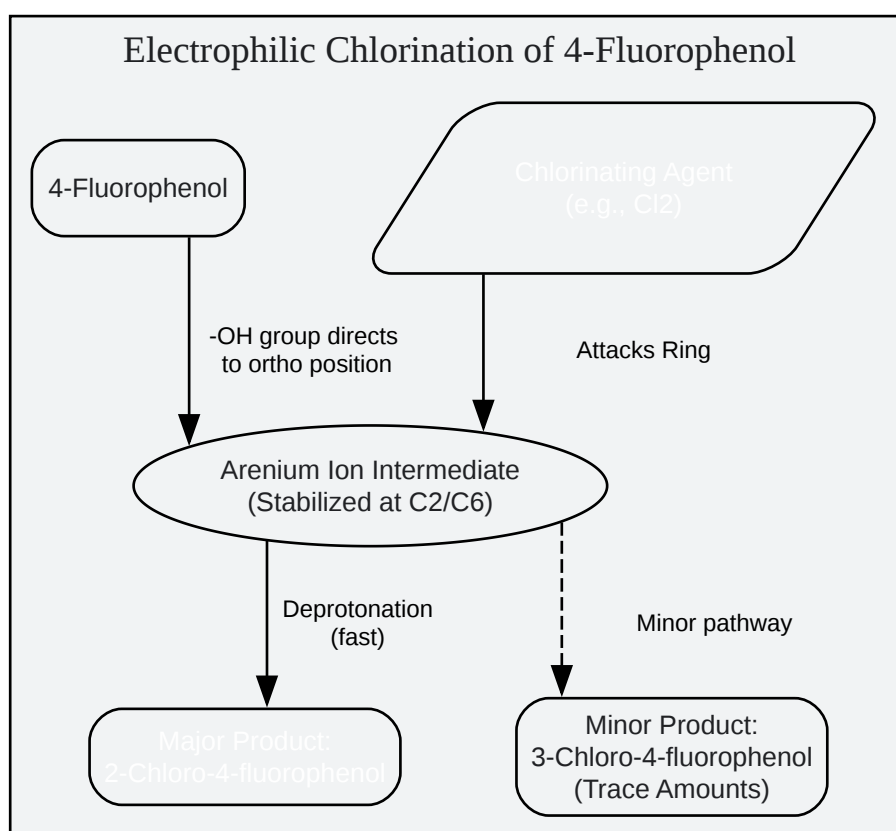 Electrophilic Chlorination of 4-Fluorophenol
4-Fluorophenol
Chlorinating Agent
(e.g., Cl2)
-OH group directs
to ortho position
Attacks Ring
Arenium Ion Intermediate
(Stabilized at C2/C6)
Deprotonation
(fast)
Minor pathway
Major Product:
2-Chloro-4-fluorophenol
Minor Product:
3-Chloro-4-fluorophenol
(Trace Amounts)